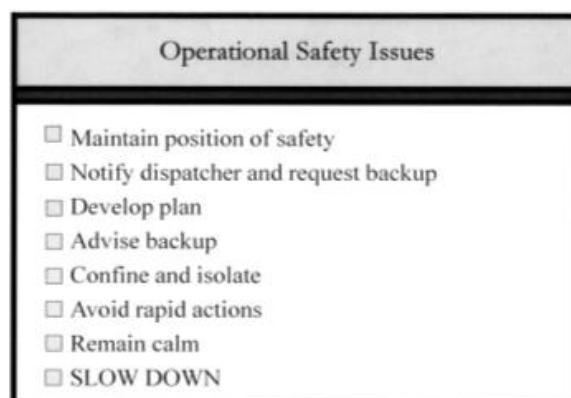 Operational Safety Issues
Maintain position of safety
Notify dispatcher and request backup
Develop plan
Advise backup
Confine and isolate
Avoid rapid actions
Remain calm
SLOW DOWN